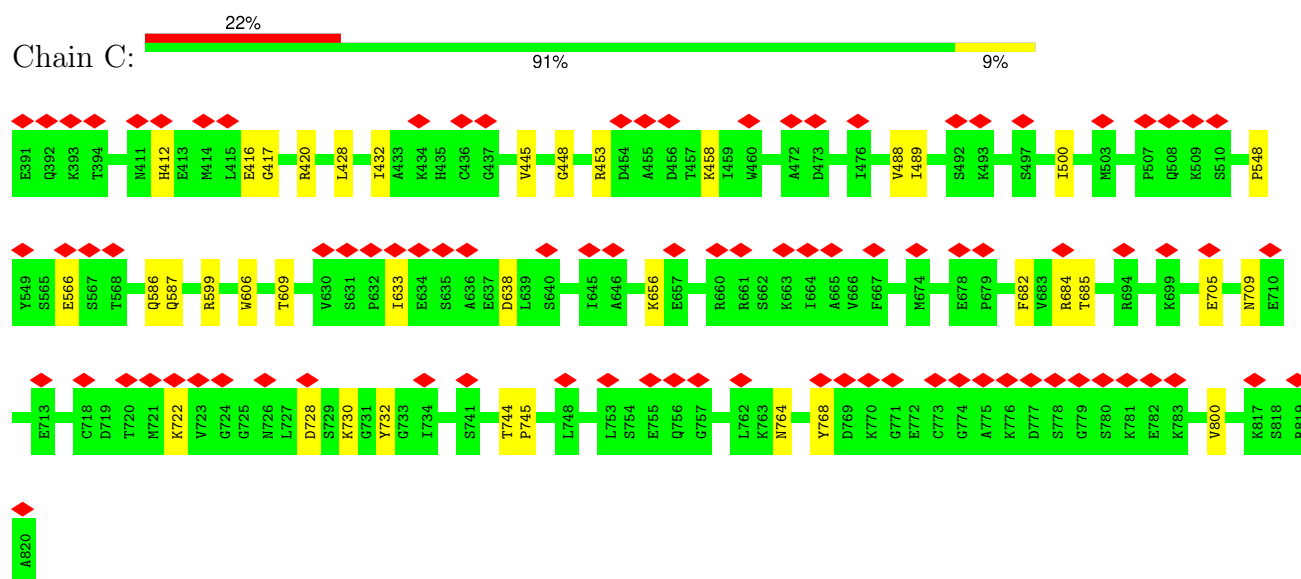 22%
Chain C:
91% 9%
E391 Q392 K393 T394 N411 H412 E413 M414 L415 E416 G417 R420 L428 I432 A433 K434 H435 C436 G437 V445 G448 R453 D454 A455 D456 T457 K458 I459 W460 A472 D473 I476 V488 I489 S492 K493 S497 I500 M503 P507 Q508 K509 S510 P548
Y549 S565 E566 S567 T568 Q586 Q587 R599 W606 T609 V630 S631 P632 I633 E634 S635 A636 E637 D638 L639 S640 I645 A646 K656 E657 R660 R661 S662 K663 I664 A665 V666 F667 M674 E678 P679 F682 V683 R684 T685 R694 K699 E705 N709 E710
E713 C718 D719 T720 M721 K722 V723 G724 G725 N726 L727 D728 S729 K730 G731 Y732 G733 I734 S741 T744 P745 L748 L753 S754 E755 Q756 G757 L762 K763 N764 Y768 D769 K770 G771 E772 C773 G774 A775 K776 D777 S778 G779 S780 K781 E782 K783 V800 K817 S818 R819
A820